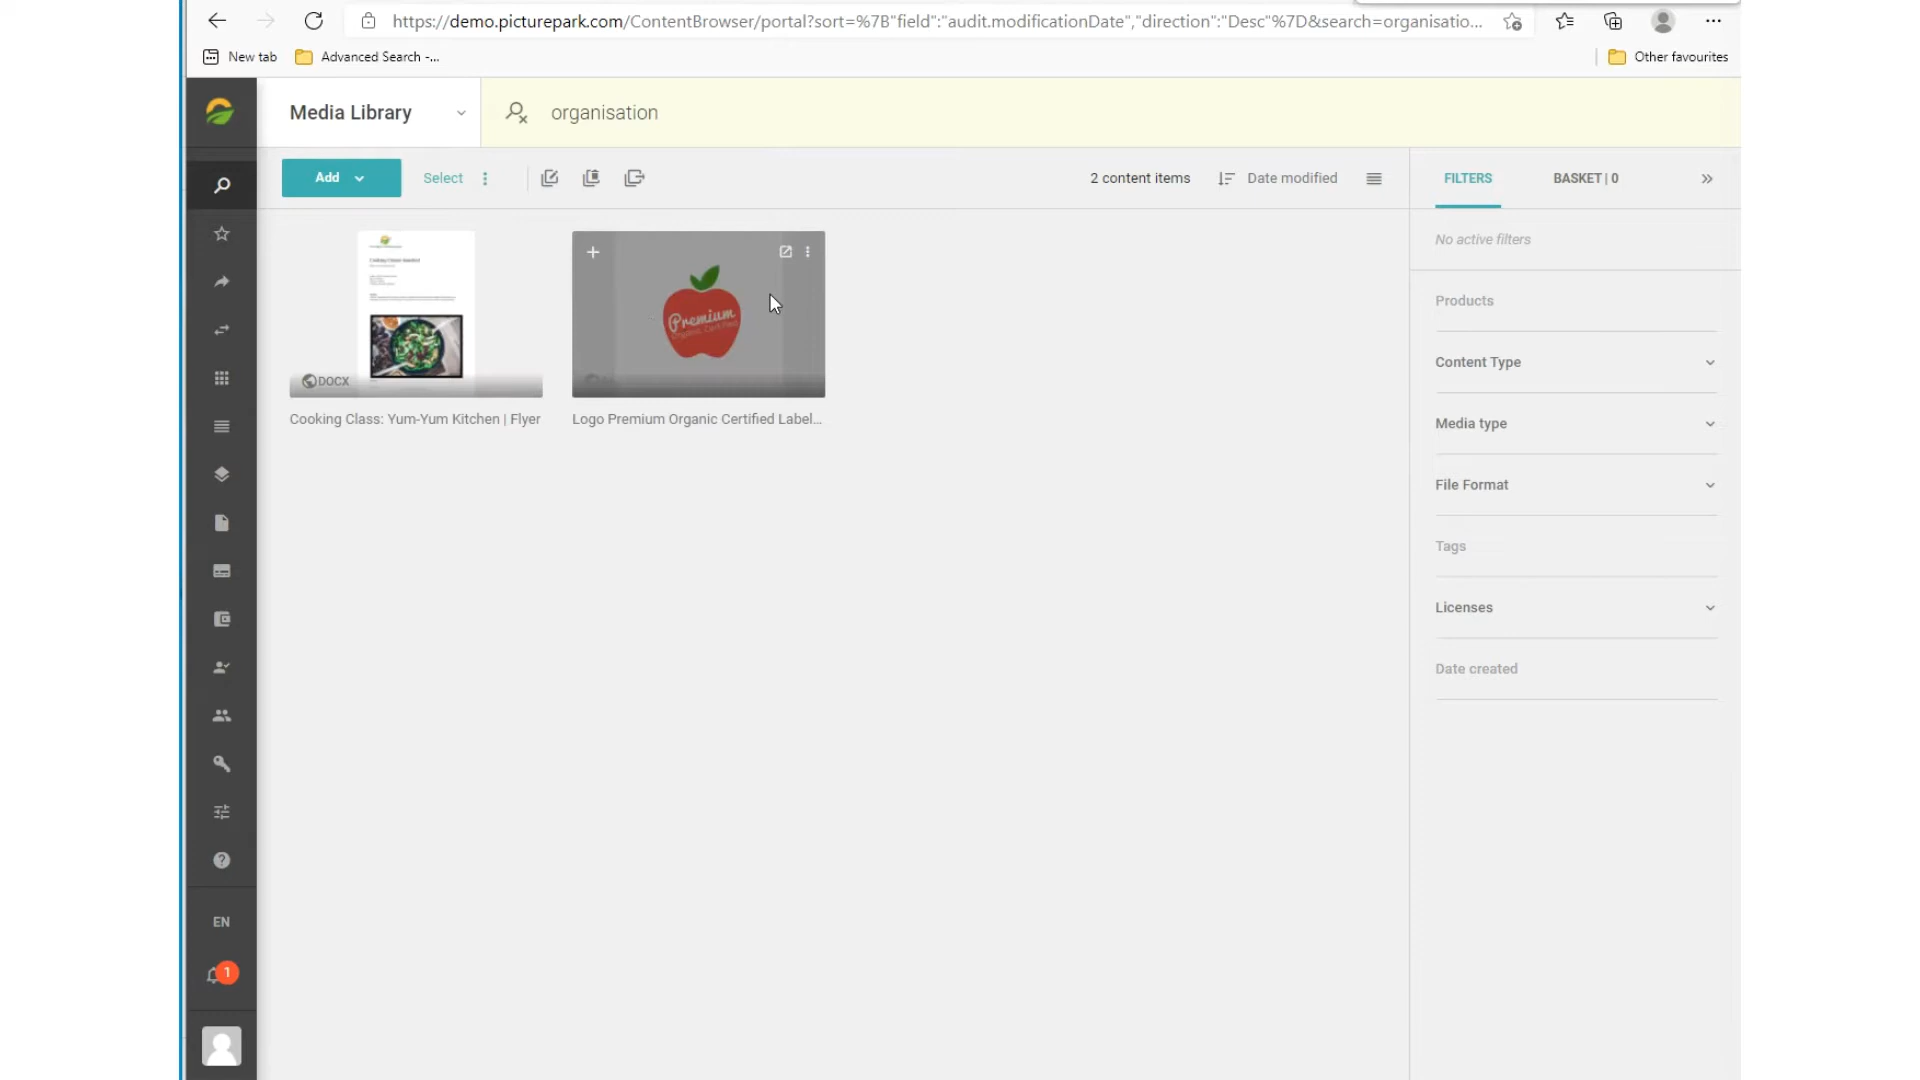 https://demo.picturepark.com/ContentBrowser/portal?sort=%7B"field":"audit.modificationDate","direction":"Desc"%7D&search=organisatio...
New tab
Advanced Search -...
Other favourites
Media Library
organisation
Add
Select
2 content items
Date modified
FILTERS
BASKET | 0
No active filters
Products
Content Type
Media type
File Format
Tags
Licenses
Date created
DOCX
Premium
Cooking Class: Yum-Yum Kitchen | Flyer
Logo Premium Organic Certified Label...
EN
1